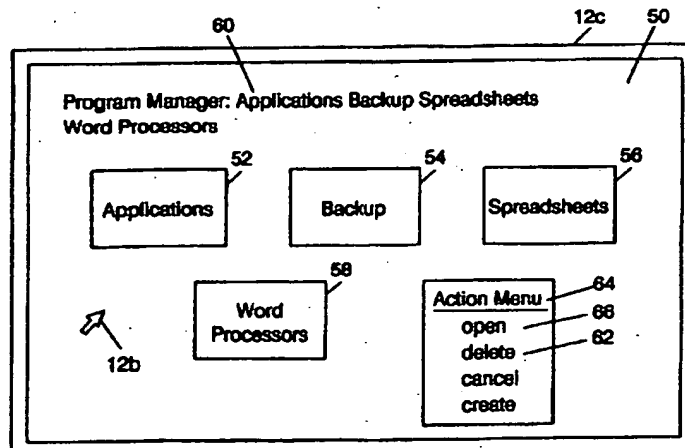 12c
60
50
Program Manager: Applications Backup Spreadsheets
Word Processors
52
54
56
Applications
Backup
Spreadsheets
58
64
Word
Processors
Action Menu
open
66
delete
62
cancel
create
12b